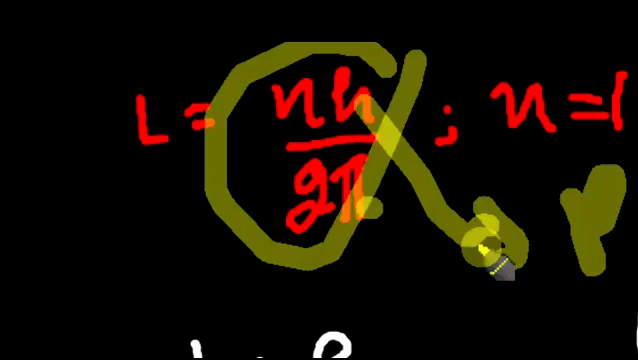 L = nh/2π ; n = 1